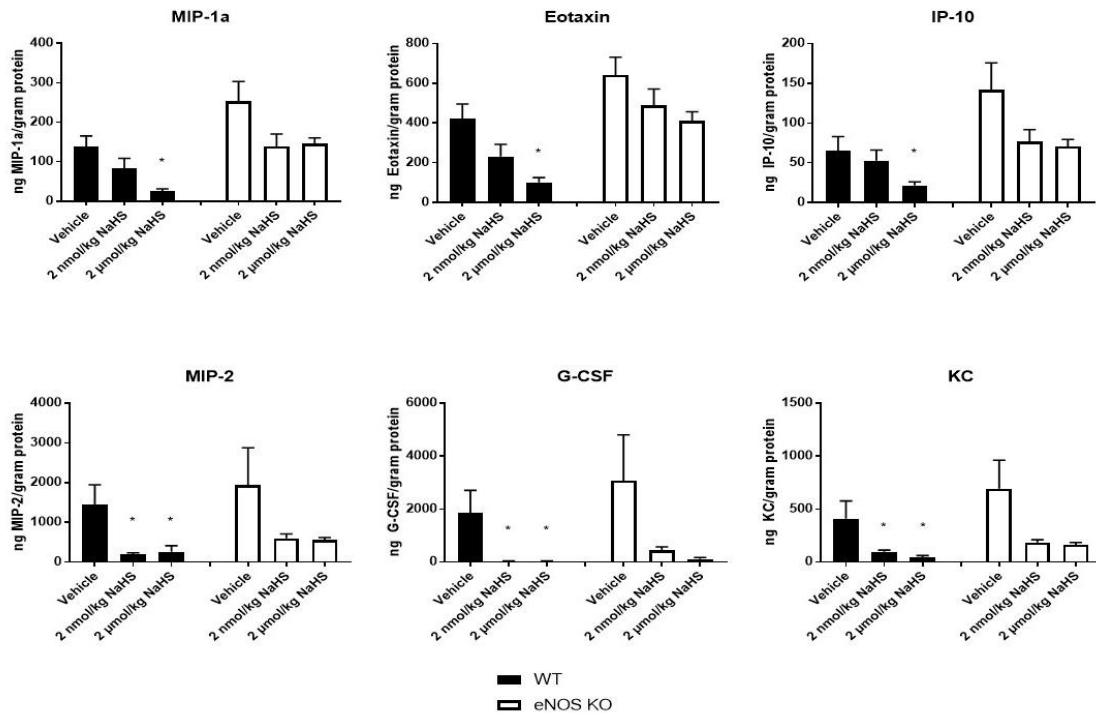 MIP-1a
ng MIP-1a/gram protein
400
300
200
100
0
*
Vehicle
2 nmol/kg NaHS
2 µmol/kg NaHS
Vehicle
2 nmol/kg NaHS
2 µmol/kg NaHS
Eotaxin
ng Eotaxin/gram protein
800
600
400
200
0
*
Vehicle
2 nmol/kg NaHS
2 µmol/kg NaHS
Vehicle
2 nmol/kg NaHS
2 µmol/kg NaHS
IP-10
ng IP-10/gram protein
200
150
100
50
0
*
Vehicle
2 nmol/kg NaHS
2 µmol/kg NaHS
Vehicle
2 nmol/kg NaHS
2 µmol/kg NaHS
MIP-2
ng MIP-2/gram protein
4000
3000
2000
1000
0
* *
Vehicle
2 nmol/kg NaHS
2 µmol/kg NaHS
Vehicle
2 nmol/kg NaHS
2 µmol/kg NaHS
G-CSF
ng G-CSF/gram protein
6000
4000
2000
0
* *
Vehicle
2 nmol/kg NaHS
2 µmol/kg NaHS
Vehicle
2 nmol/kg NaHS
2 µmol/kg NaHS
KC
ng KC/gram protein
1500
1000
500
0
* *
Vehicle
2 nmol/kg NaHS
2 µmol/kg NaHS
Vehicle
2 nmol/kg NaHS
2 µmol/kg NaHS
WT
eNOS KO